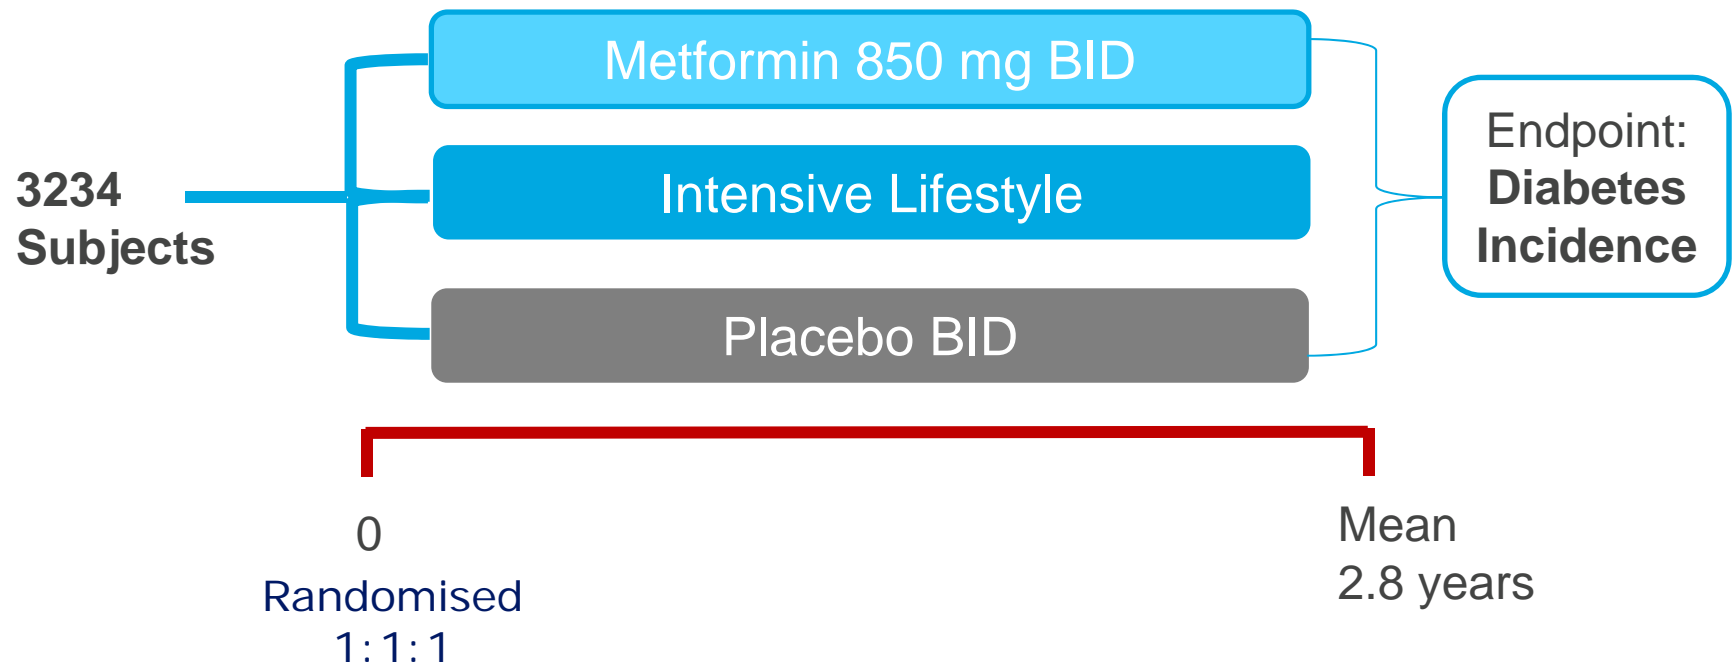 Metformin 850 mg BID
3234
Subjects
Intensive Lifestyle
Placebo BID
Endpoint:
Diabetes
Incidence
0
Randomised
1:1:1
Mean
2.8 years